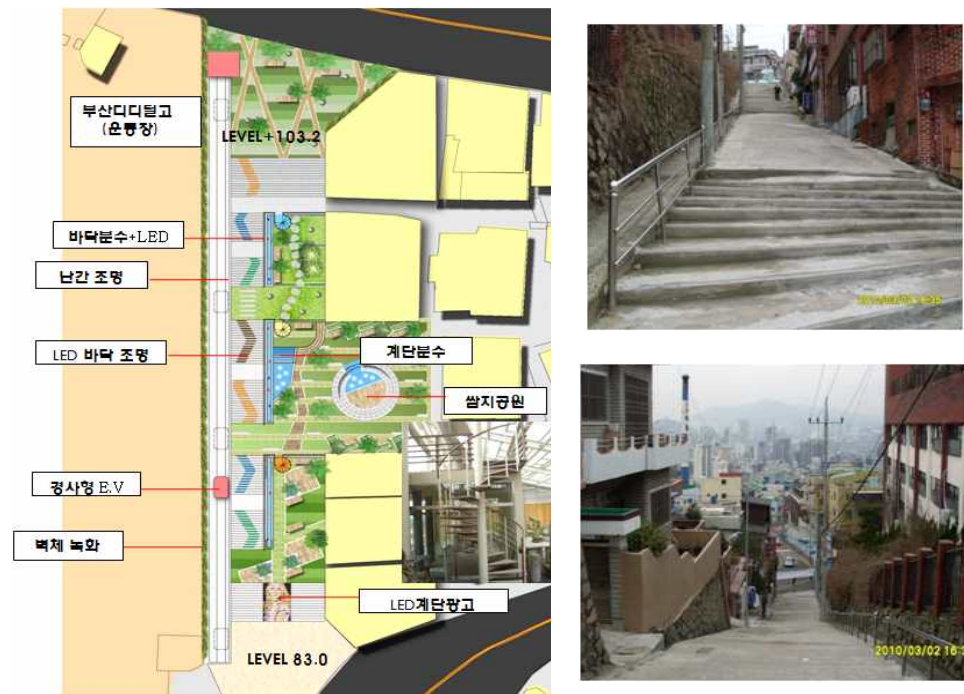 부산디디털고
(운동장)
LEVEL+103.2
바닥분수+LED
난간 조명
LED 바닥 조명
계단분수
쌈지공원
경사형 E.V
벽체 녹화
LED계단광고
LEVEL 83.0
2010/03/02 16:3